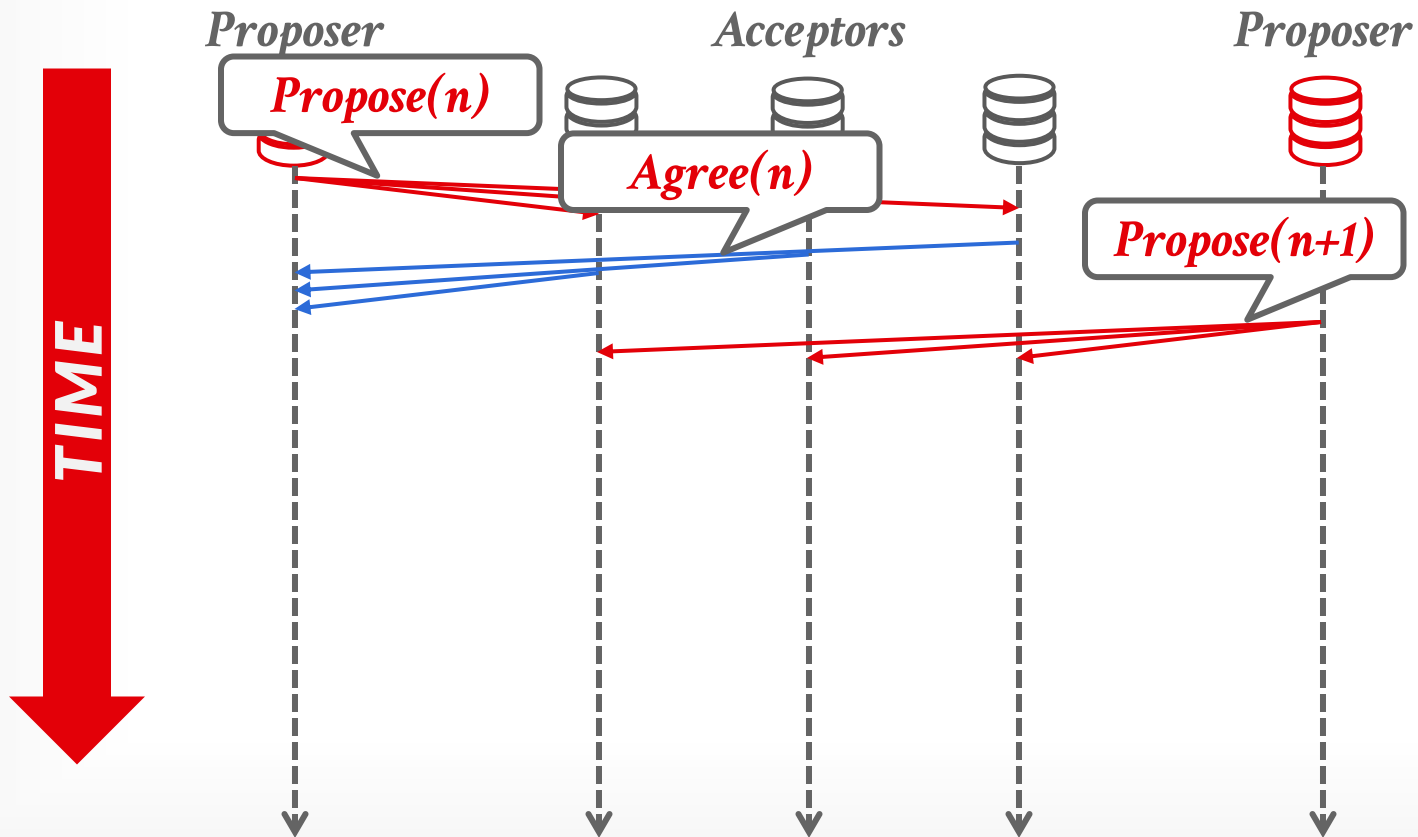 Proposer
Acceptors
Proposer
Propose(n)
Agree(n)
Propose(n+1)
TIME